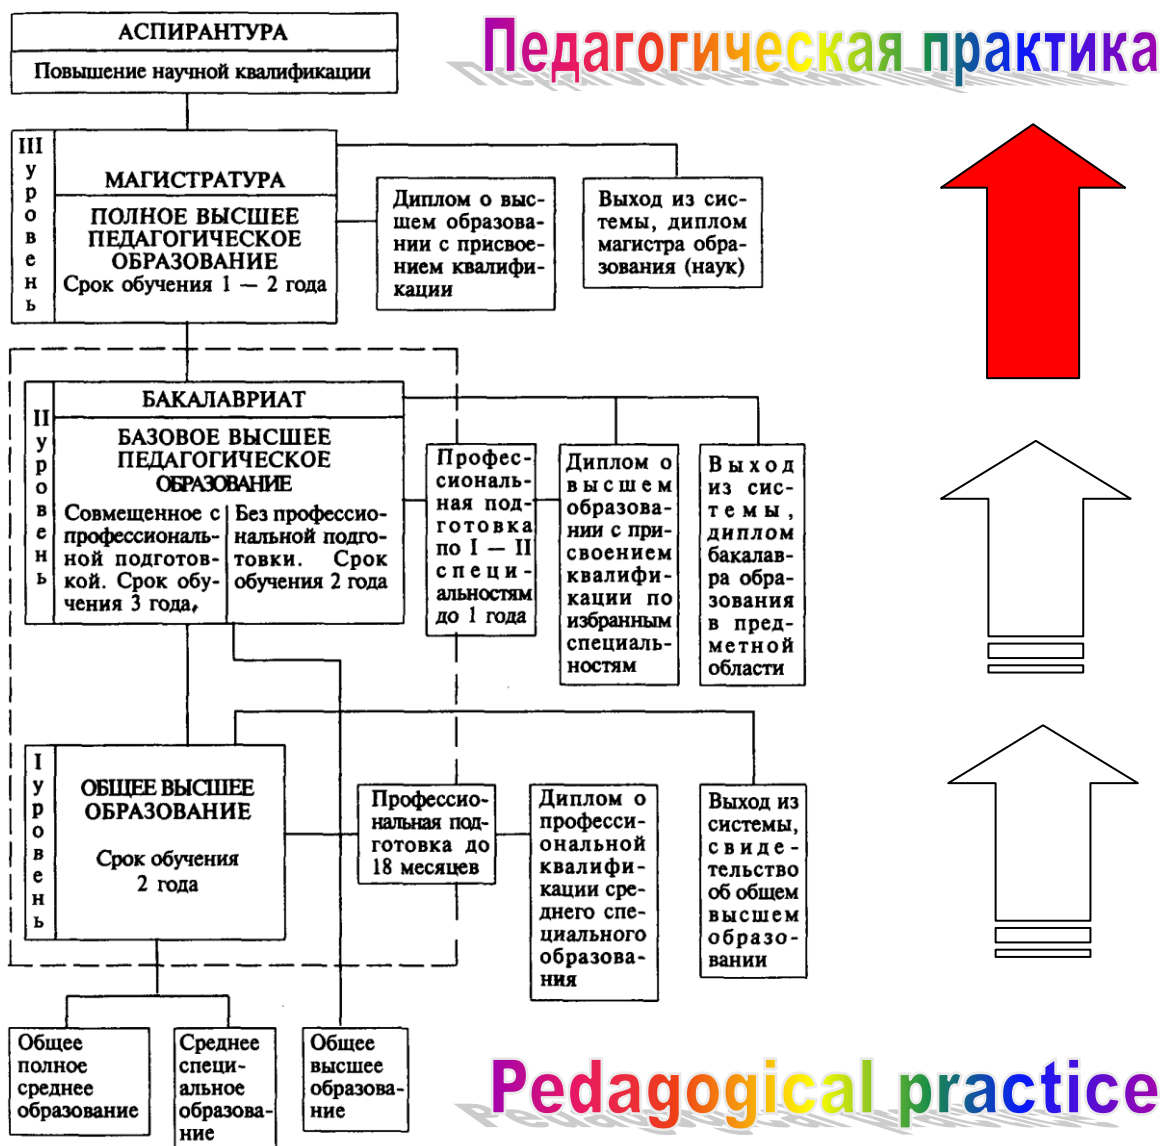 Педагогическая практика
АСПИРАНТУРА
Повышение научной квалификации
III
у
р
о
в
е
н
ь
МАГИСТРАТУРА
ПОЛНОЕ ВЫСШЕЕ
ПЕДАГОГИЧЕСКОЕ
ОБРАЗОВАНИЕ
Срок обучения 1 — 2 года
Диплом о выс-
шем образова-
нии с присвое-
нием квалифи-
кации
Выход из сис-
темы, диплом
магистра обра-
зования (наук)
II
у
р
о
в
е
н
ь
БАКАЛАВРИАТ
БАЗОВОЕ ВЫСШЕЕ
ПЕДАГОГИЧЕСКОЕ
ОБРАЗОВАНИЕ
Совмещенное с
профессиональ-
ной подготов-
кой. Срок обу-
чения 3 года,
Без профессио-
нальной подго-
товки. Срок
обучения 2 года
Профес-
сиональ-
ная под-
готовка
по I — II
специ-
альностям
до 1 года
Диплом о
высшем
образова-
нии с при-
своением
квалифи-
кации по
избранным
специаль-
ностям
Выход
из сис-
темы,
диплом
бакалав-
ра обра-
зования
в пред-
метной
области
I
у
р
о
в
е
н
ь
ОБЩЕЕ ВЫСШЕЕ
ОБРАЗОВАНИЕ
Срок обучения
2 года
Профессио-
нальная под-
готовка до
18 месяцев
Диплом о
професси-
ональной
квалифи-
кации сре-
днего спе-
циального
образова-
ния
Выход из
системы,
свиде-
тельство
об общем
высшем
образо-
вании
Общее
полное
среднее
образование
Среднее
специ-
альное
образова-
ние
Общее
высшее
образова-
ние
Pedagogical practice